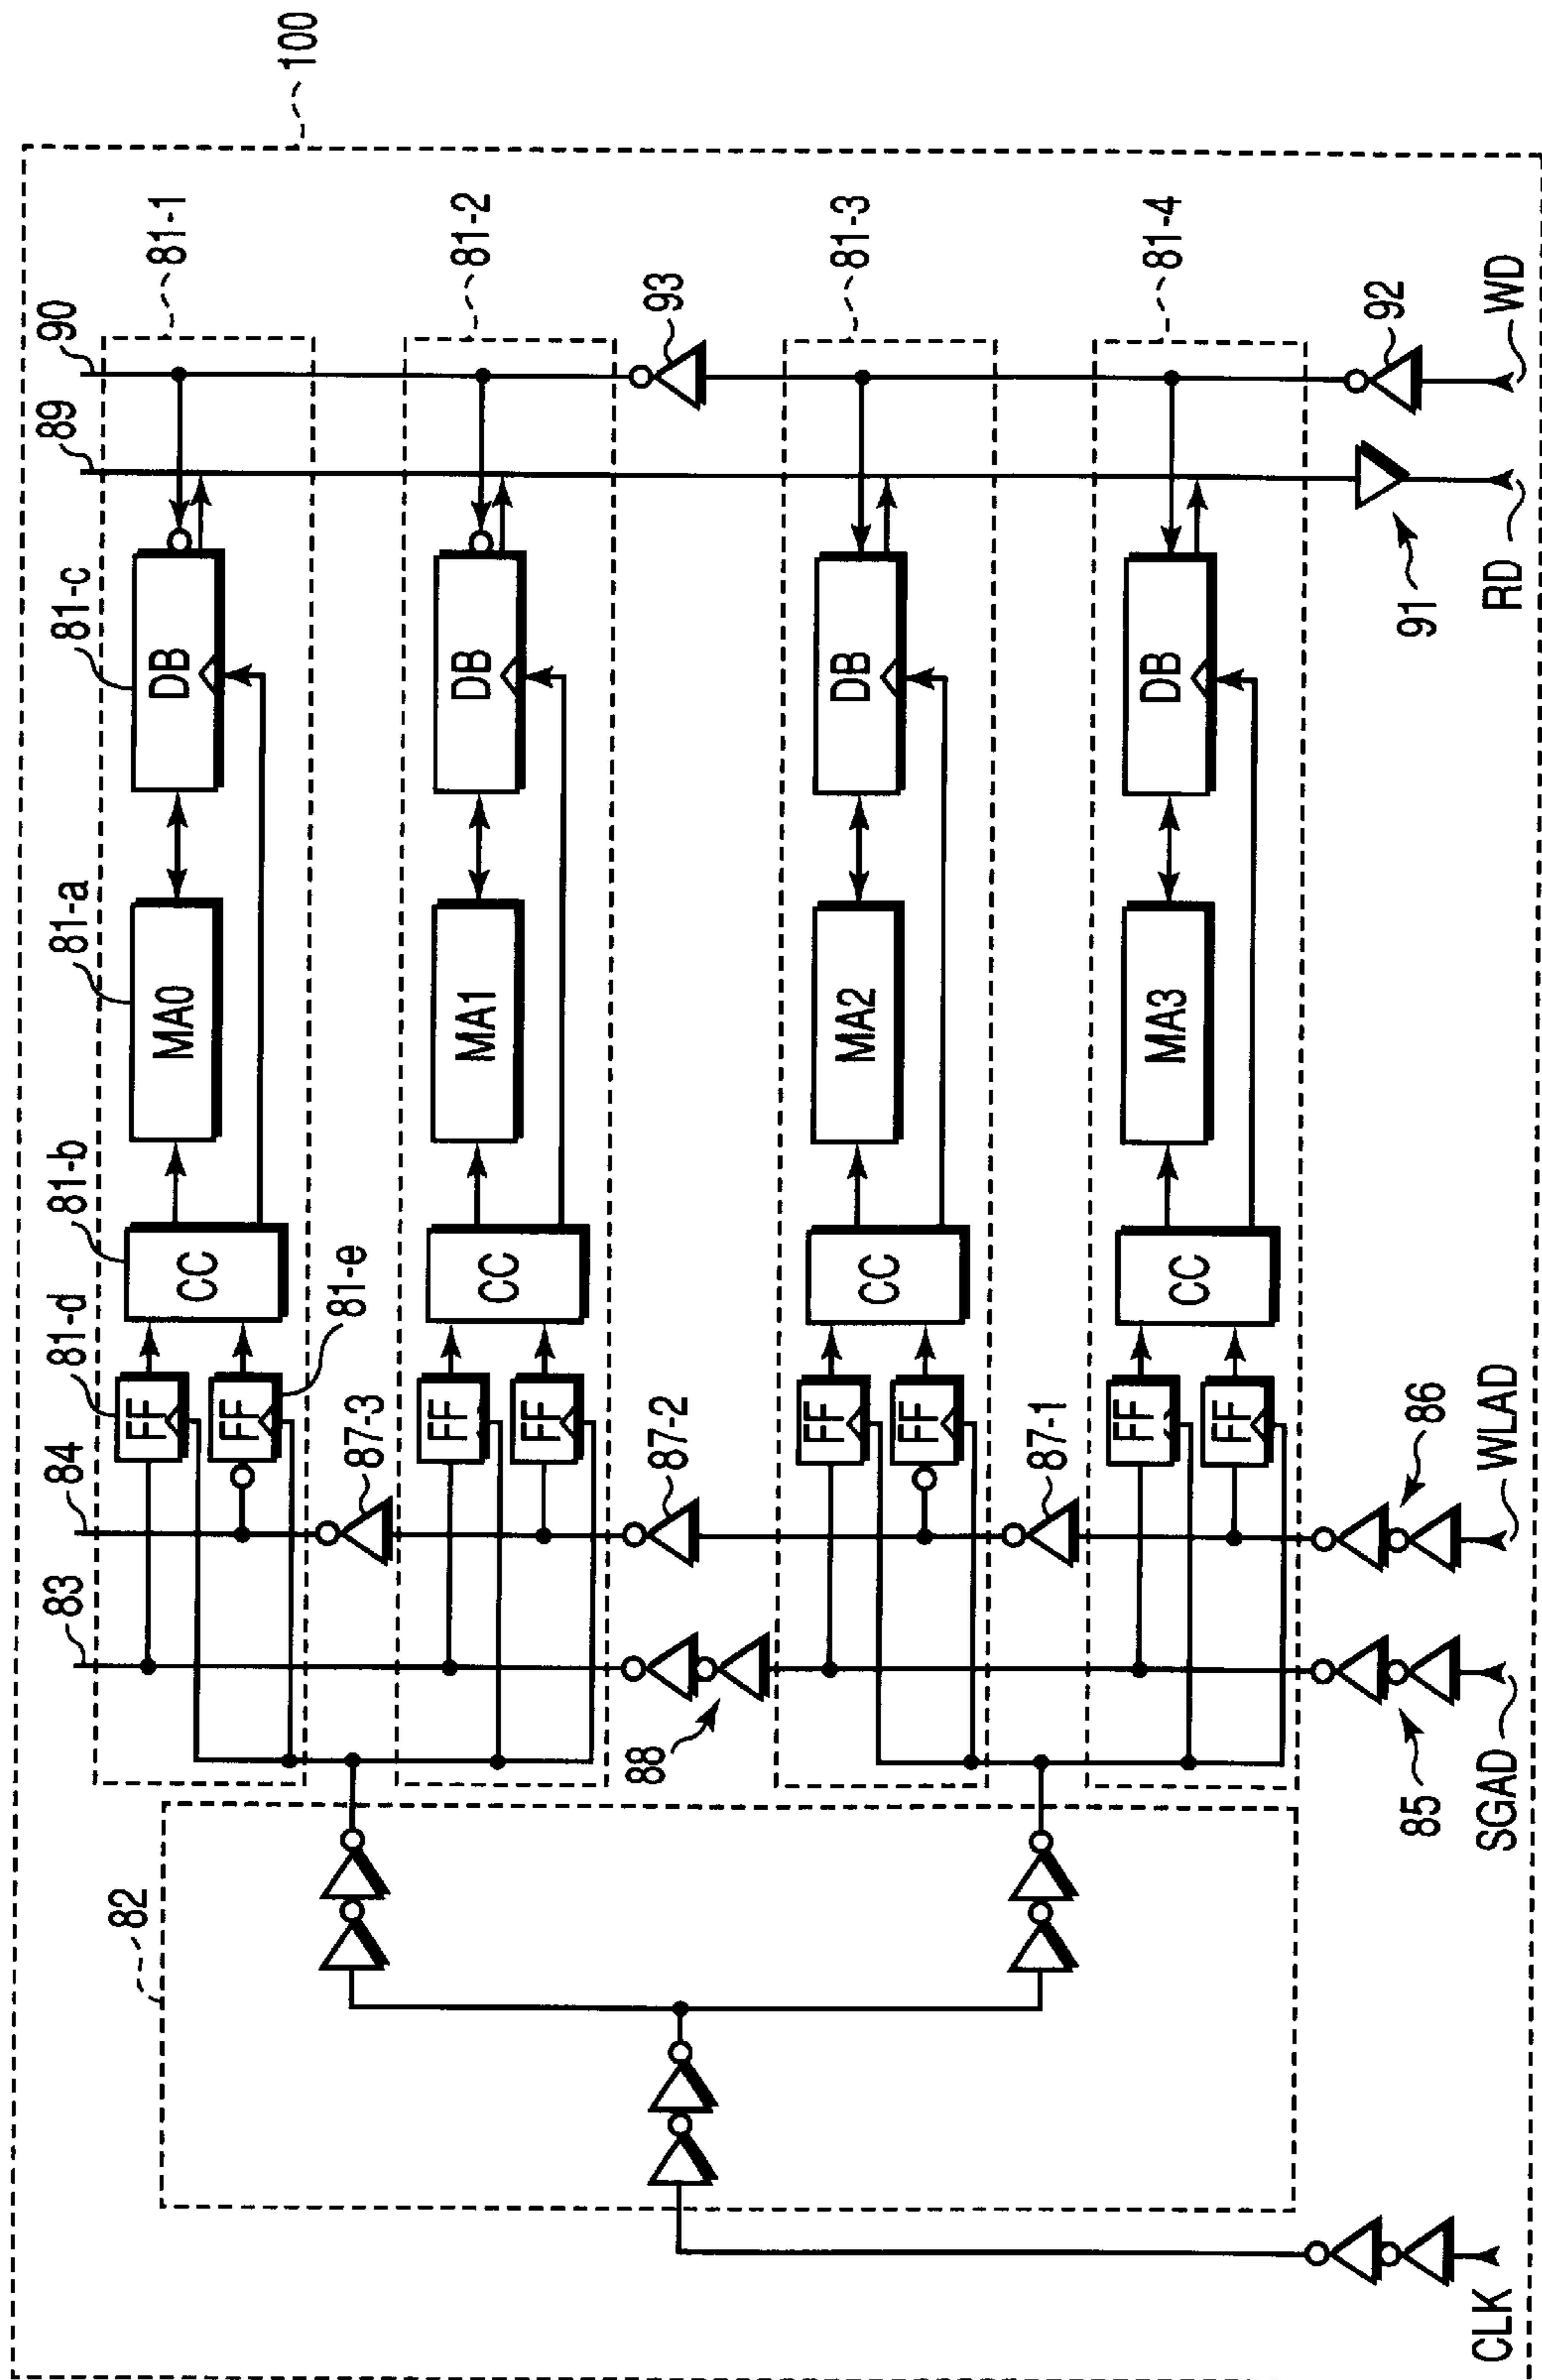 100
90
89
81-1
81-2
81-3
81-4
93
92
WD
RD
91
81-c
DB
DB
DB
DB
81-a
MA0
MA1
MA2
MA3
81-b
CC
CC
CC
CC
81-d
81-e
FF
FF
FF
FF
FF
FF
FF
FF
84
83
87-3
87-2
87-1
86
WLAD
88
85
SGAD
82
CLK